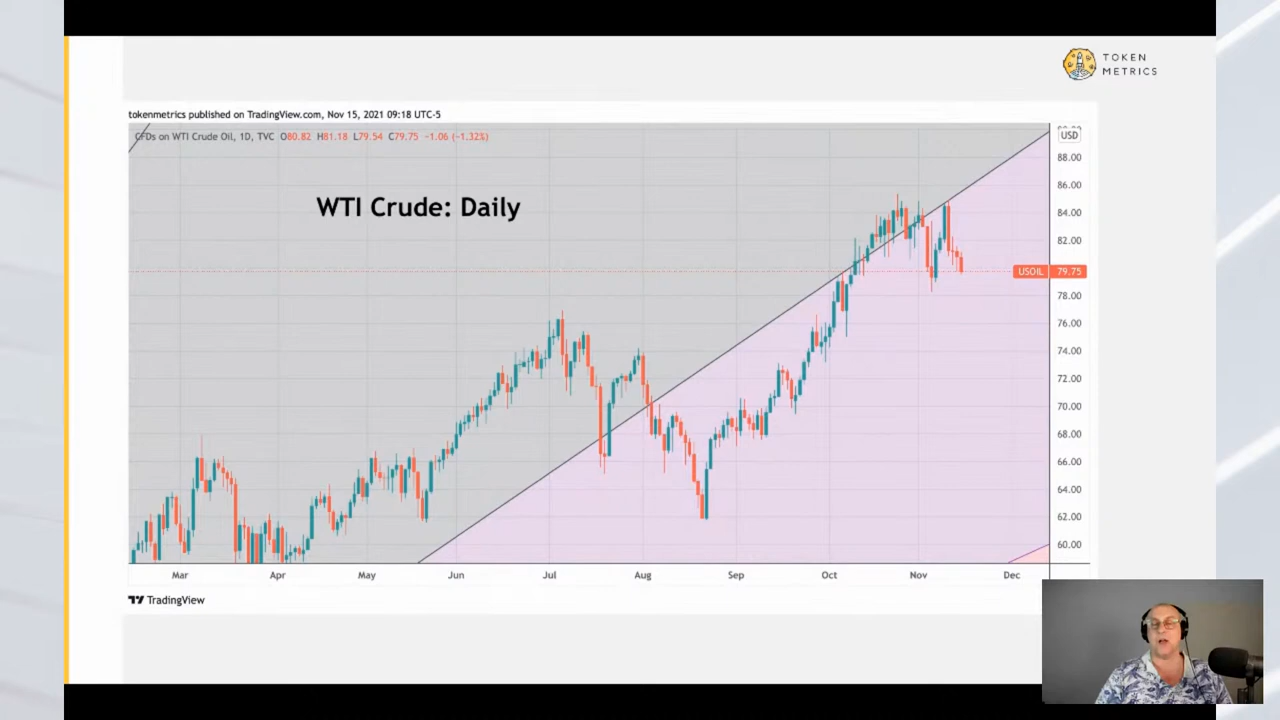 TOKEN
METRICS
tokenmetrics published on TradingView.com, Nov 15, 2021 09:18 UTC-5
CFDs on WTI Crude Oil, 1D, TVC O80.82 H81.18 L79.54 C79.75 -1.06 (-1.32%)
USD
88.00
WTI Crude: Daily
86.00
84.00
82.00
USOIL 79.75
78.00
76.00
74.00
72.00
70.00
68.00
66.00
64.00
62.00
60.00
Mar Apr May Jun Jul Aug Sep Oct Nov Dec
TradingView